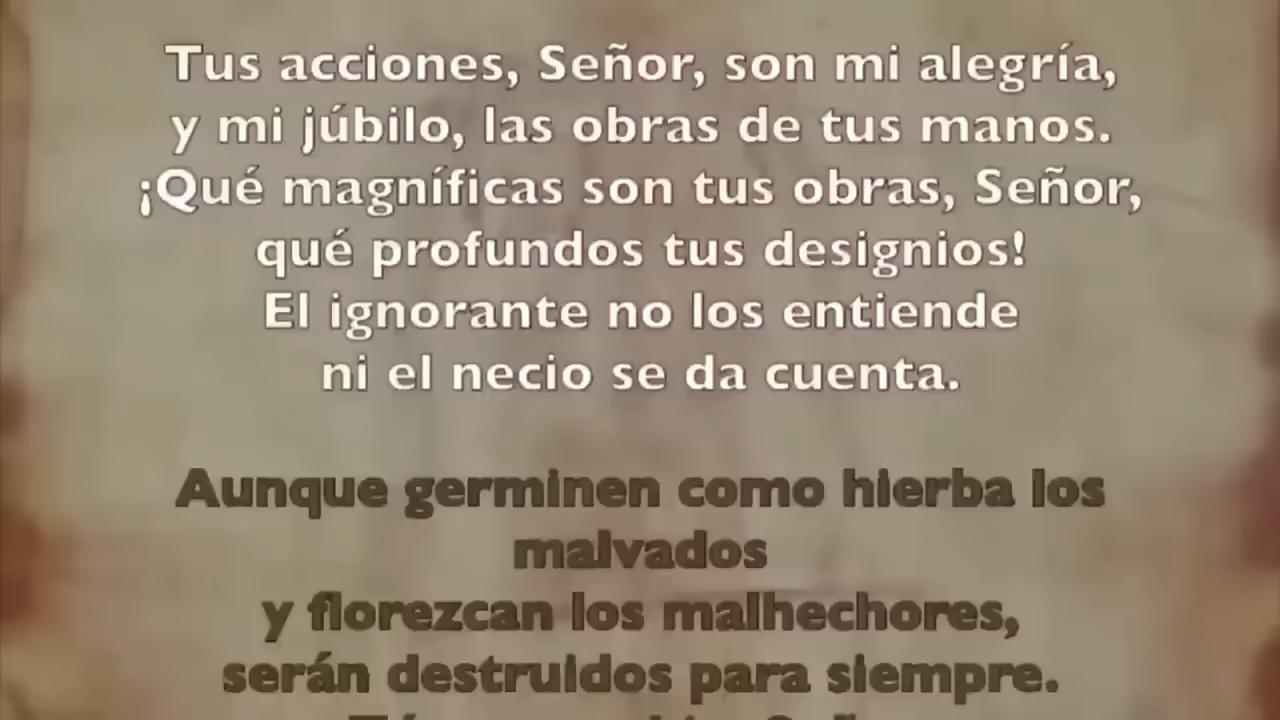 Tus acciones, Señor, son mi alegría,
y mi júbilo, las obras de tus manos.
¡Qué magníficas son tus obras, Señor,
qué profundos tus designios!
El ignorante no los entiende
ni el necio se da cuenta.
Aunque germinen como hierba los
malvados
y florezcan los malhechores,
serán destruidos para siempre.